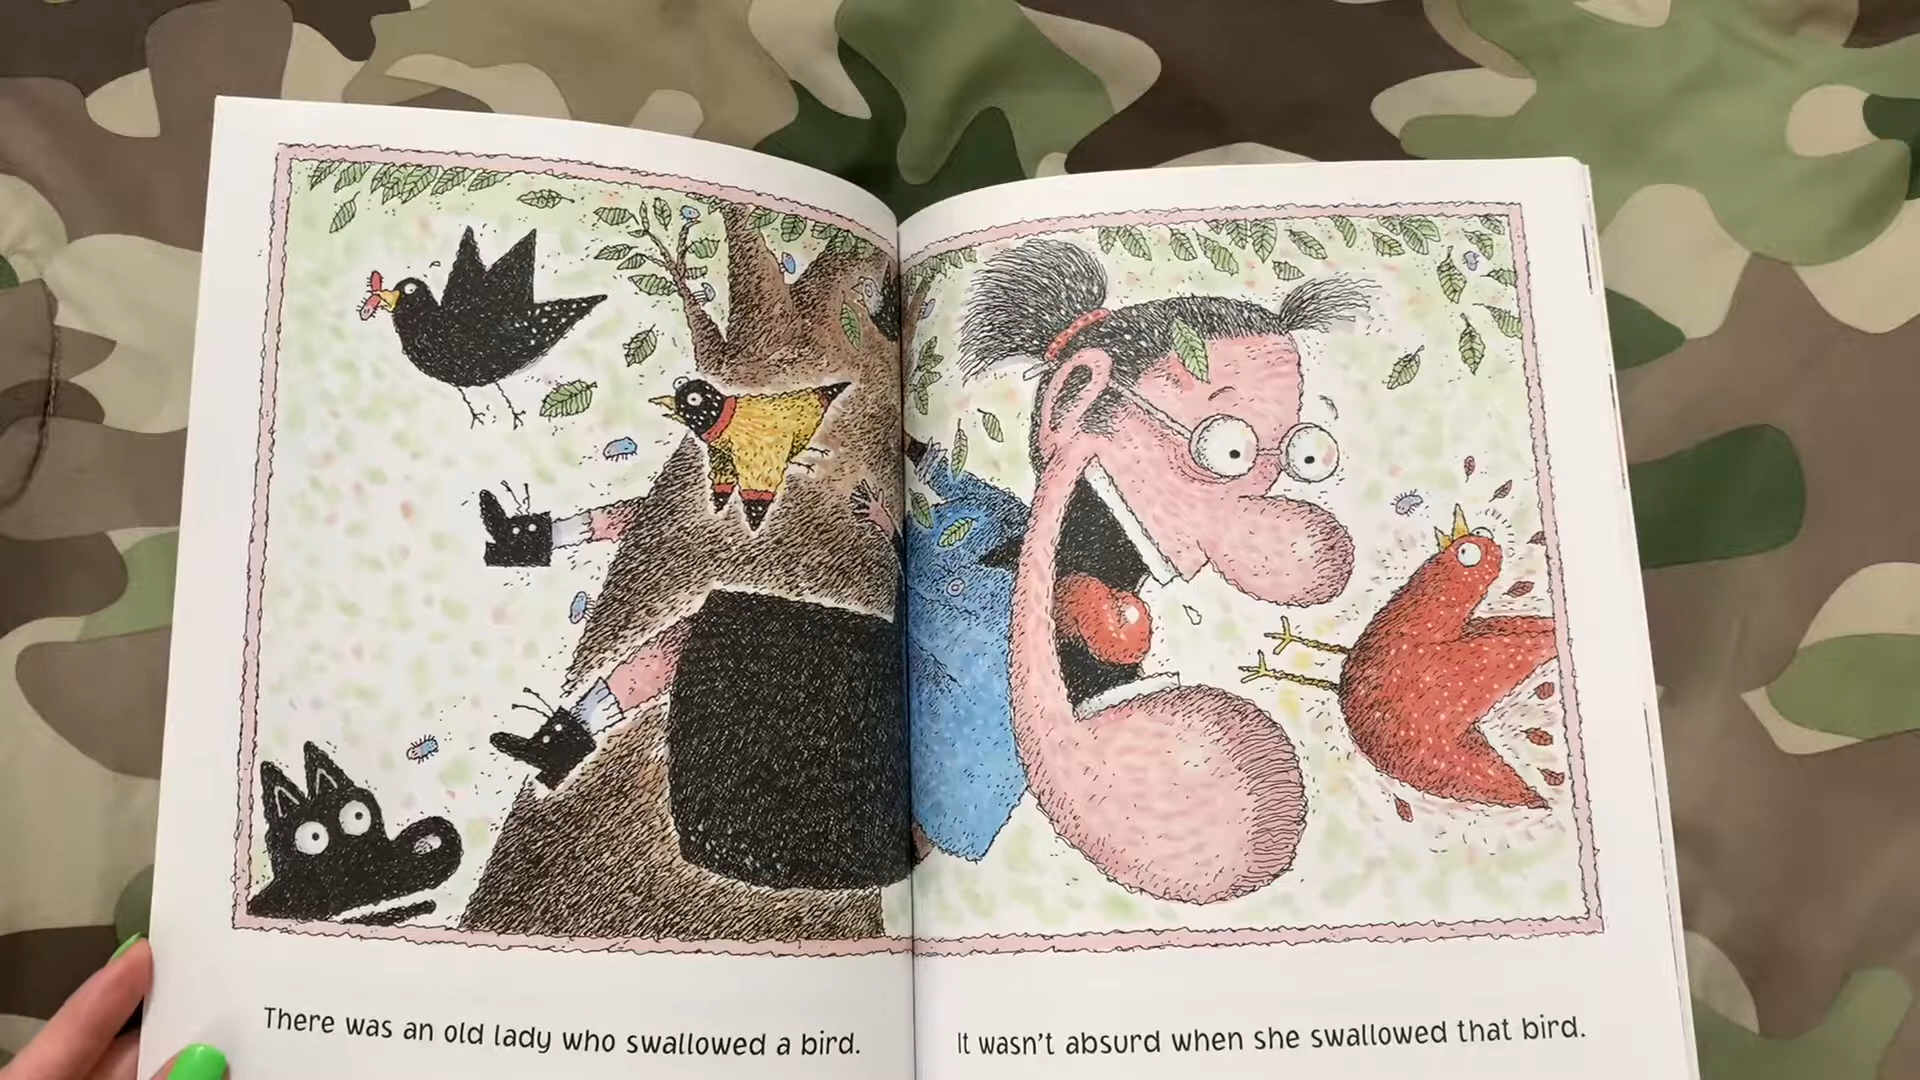 There was an old lady who swallowed a bird.
It wasn't absurd when she swallowed that bird.